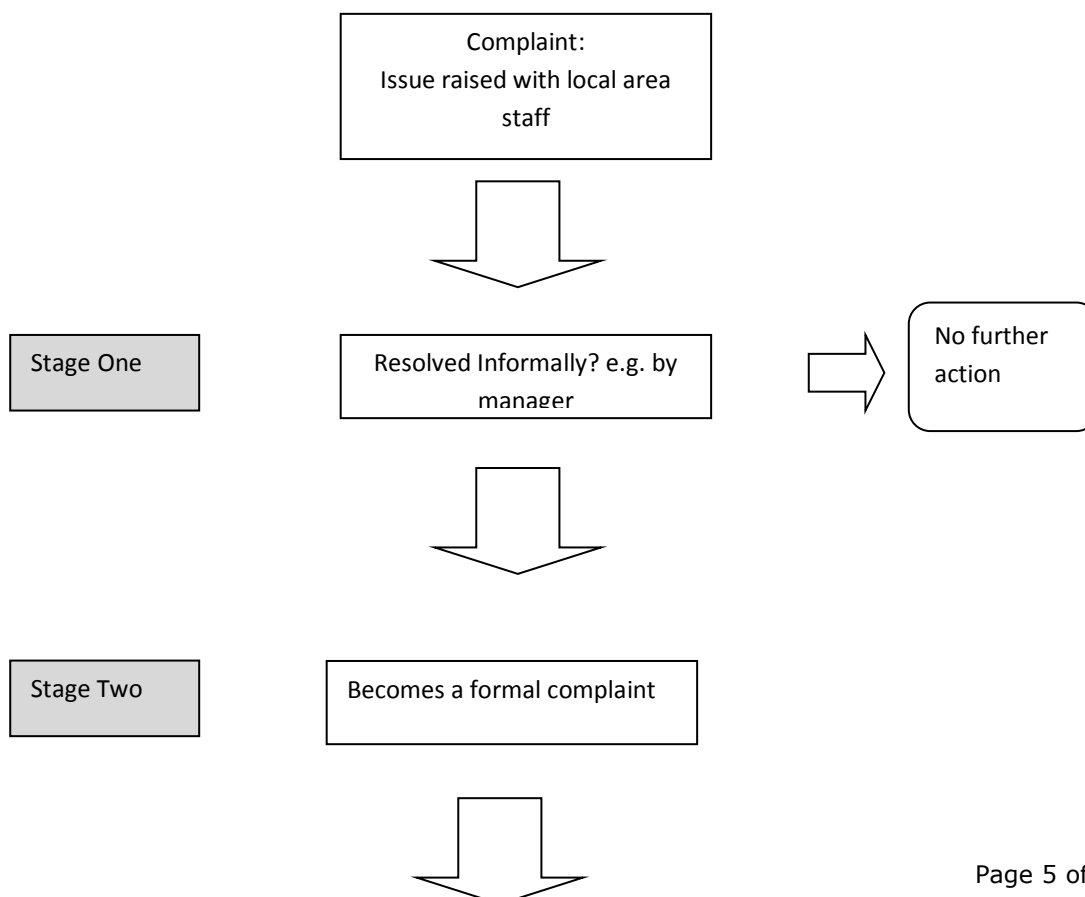 Complaint:
Issue raised with local area
staff
Stage One
Resolved Informally? e.g. by
manager
No further
action
Stage Two
Becomes a formal complaint
Page 5 of